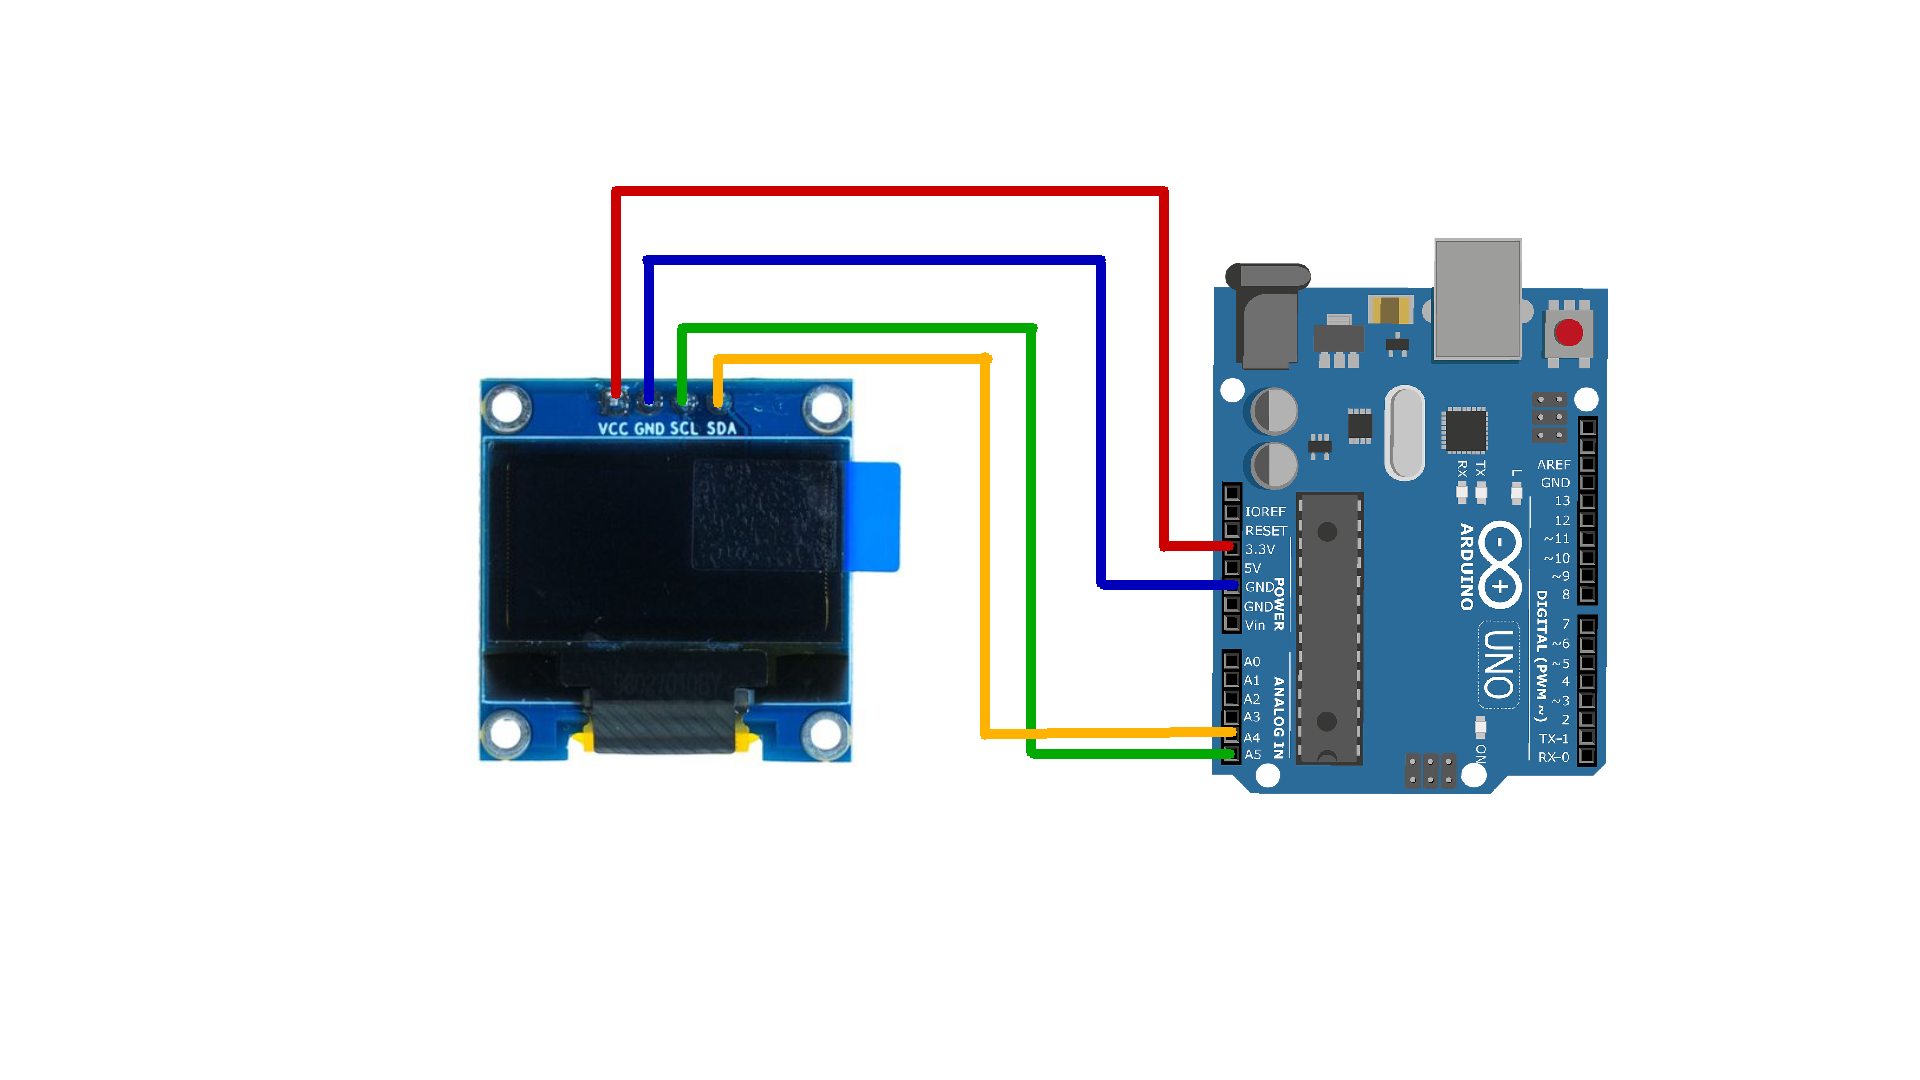 VCC GND SCL SDA
IOREF
RESET
3.3V
5V
GND
GND
Vin
POWER
A0
A1
A2
A3
A4
A5
ANALOG IN
RX
TX
L
ARDUINO
UNO
ON
AREF
GND
13
12
~11
~10
~9
8
7
~6
~5
4
~3
2
TX-1
RX-0
DIGITAL (PWM ~)